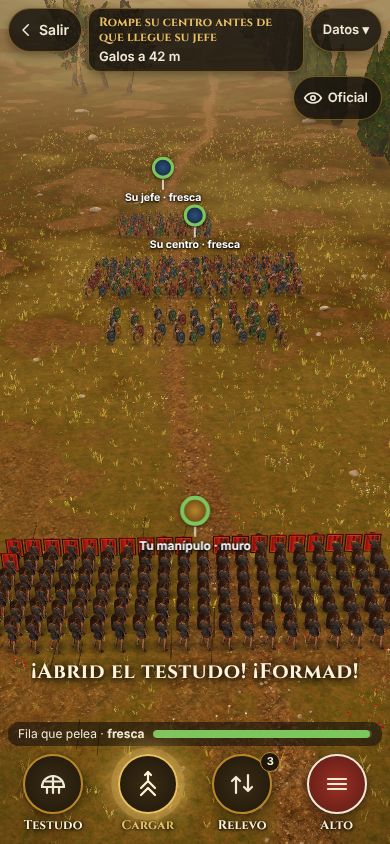 Salir
ROMPE SU CENTRO ANTES DE
QUE LLEGUE SU JEFE
Galos a 42 m
Datos ▾
Oficial
Su jefe · fresca
Su centro · fresca
Tu manípulo · muro
¡ABRID EL TESTUDO! ¡FORMAD!
Fila que pelea · fresca
3
TESTUDO
CARGAR
RELEVO
ALTO